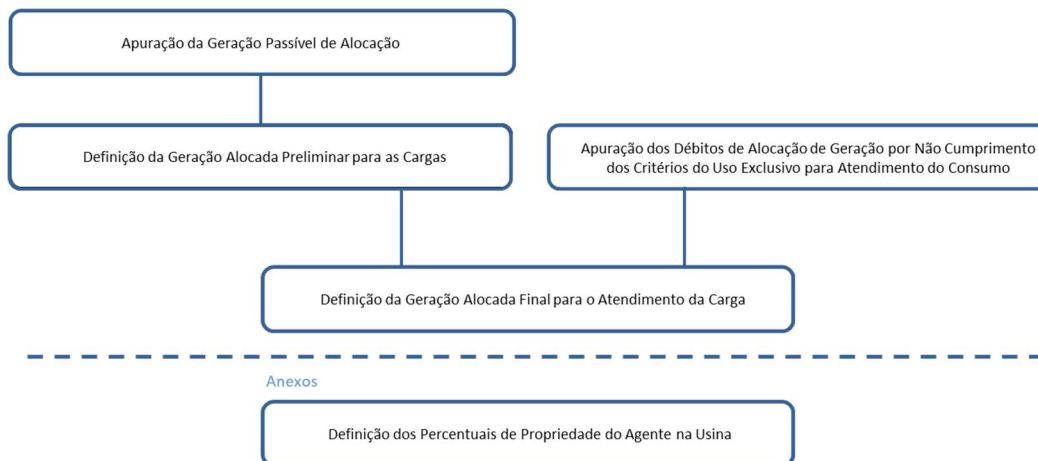 Apuração da Geração Passível de Alocação
Definição da Geração Alocada Preliminar para as Cargas
Apuração dos Débitos de Alocação de Geração por Não Cumprimento
dos Critérios do Uso Exclusivo para Atendimento do Consumo
Definição da Geração Alocada Final para o Atendimento da Carga
Anexos
Definição dos Percentuais de Propriedade do Agente na Usina